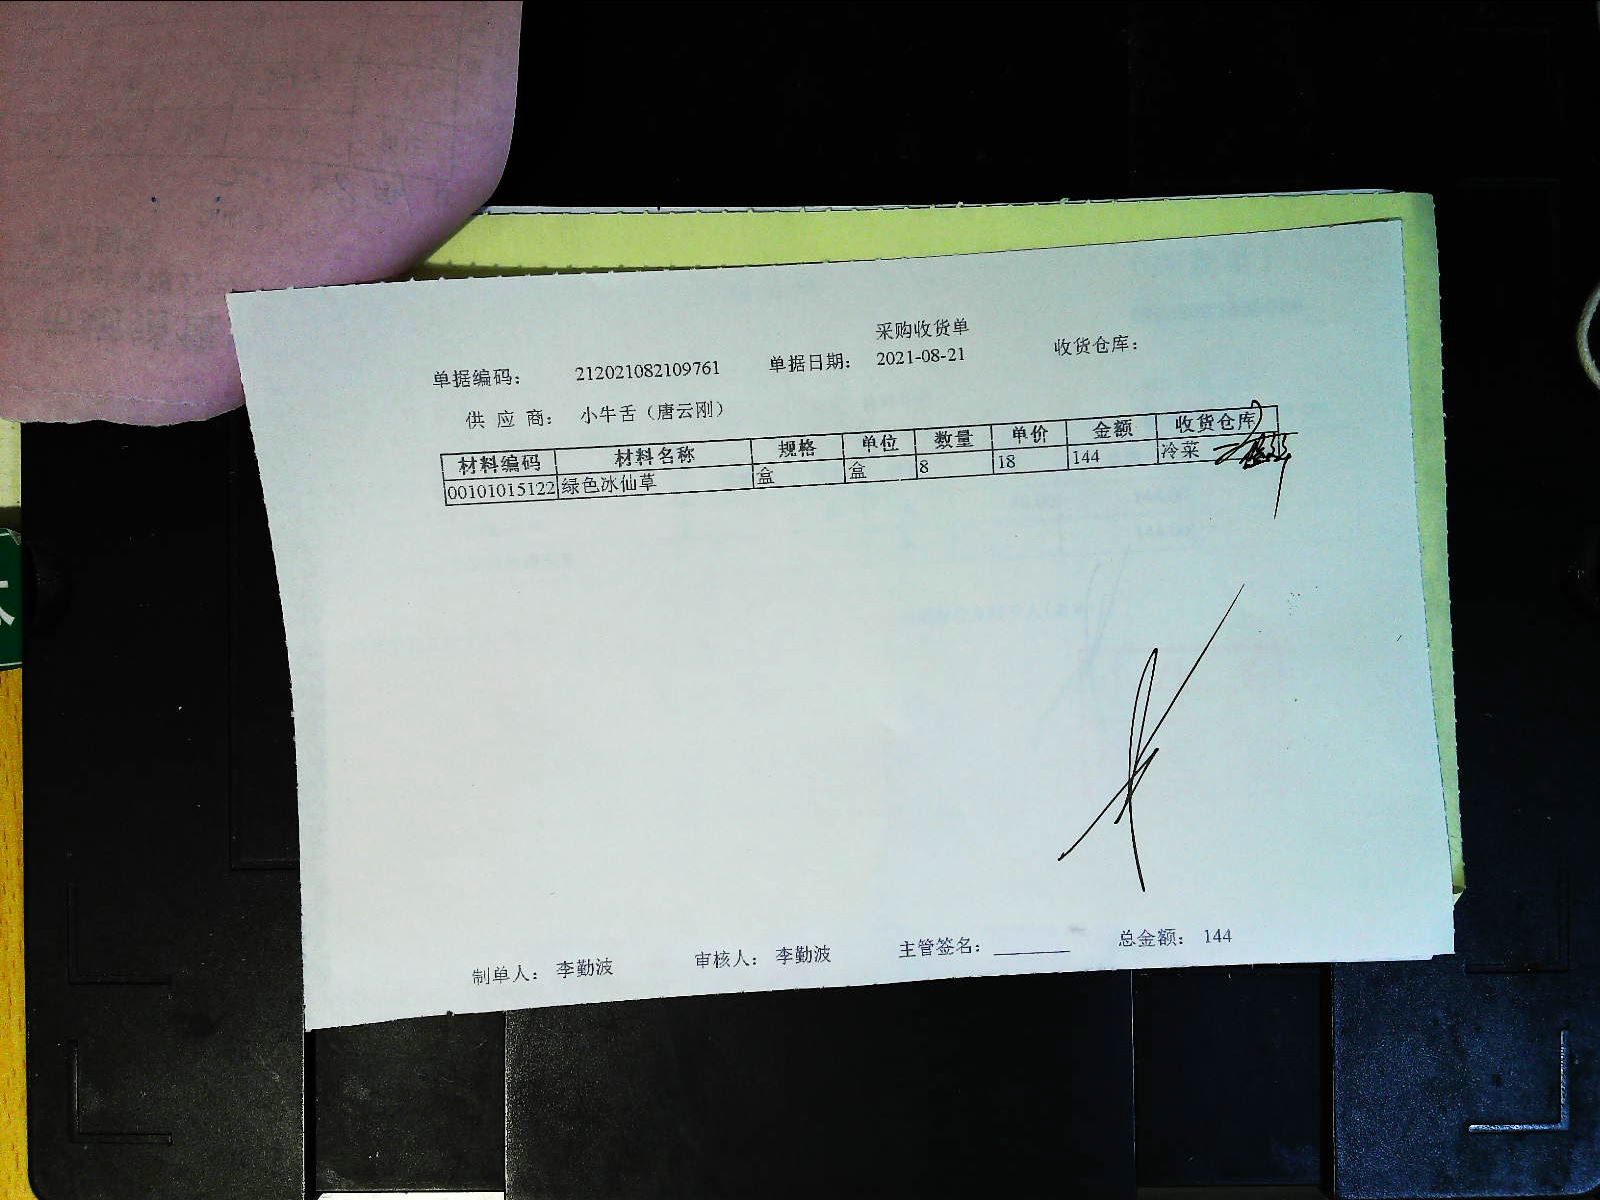 采购收货单
单据编码： 212021082109761 单据日期： 2021-08-21 收货仓库：
供 应 商： 小牛舌（唐云刚）
材料编码 材料名称 规格 单位 数量 单价 金额 收货仓库
00101015122 绿色冰仙草 盒 盒 8 18 144 冷菜
制单人： 李勤波 审核人： 李勤波 主管签名： 总金额： 144